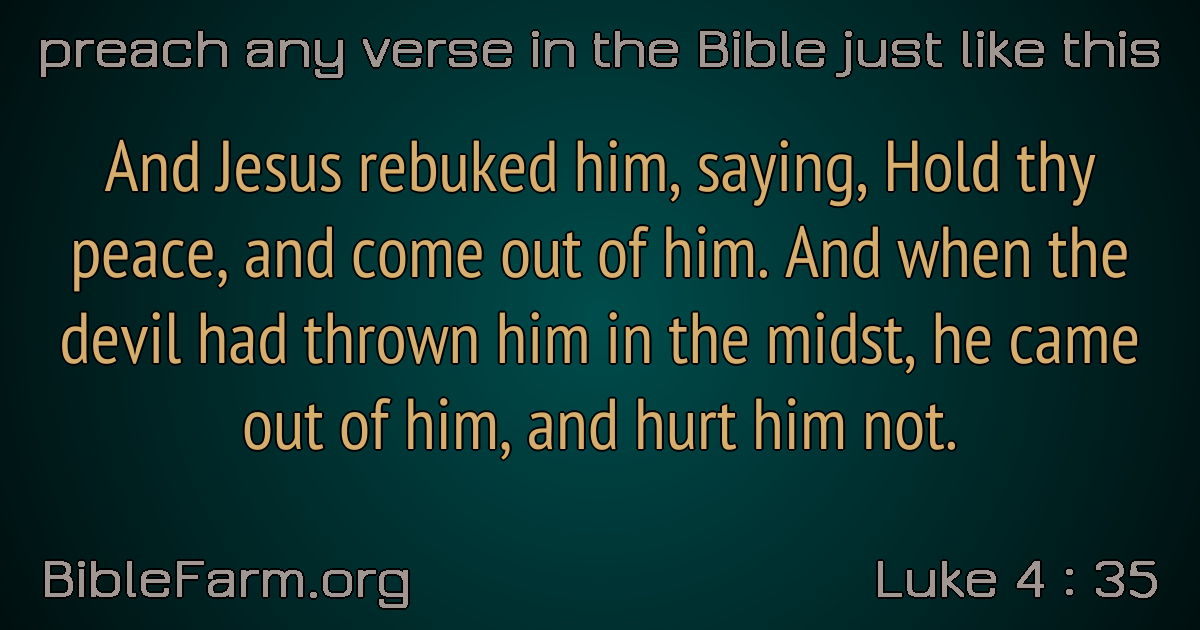 preach any verse in the Bible just like this
And Jesus rebuked him, saying, Hold thy
peace, and come out of him. And when the
devil had thrown him in the midst, he came
out of him, and hurt him not.
BibleFarm.org
Luke 4 : 35